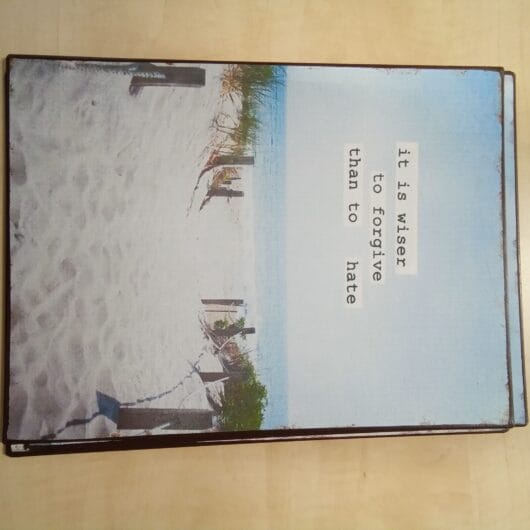 it is wiser
to forgive
than to hate